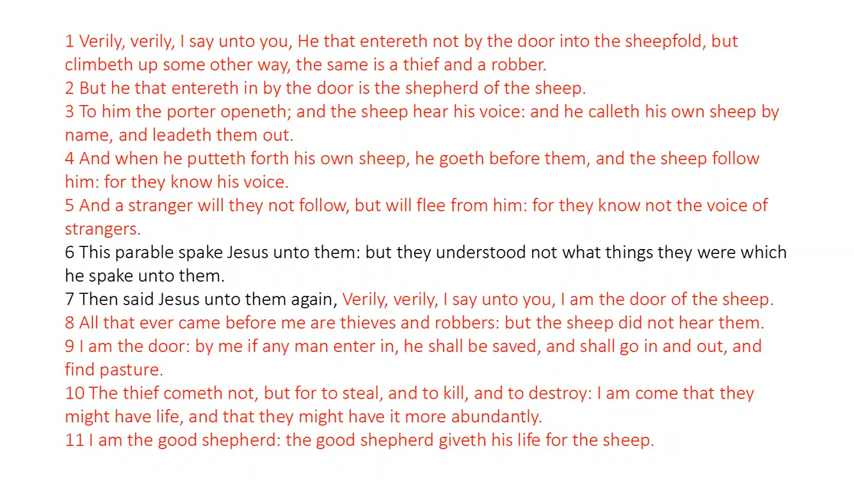 1 Verily, verily, I say unto you, He that entereth not by the door into the sheepfold, but
climbeth up some other way, the same is a thief and a robber.
2 But he that entereth in by the door is the shepherd of the sheep.
3 To him the porter openeth; and the sheep hear his voice: and he calleth his own sheep by
name, and leadeth them out.
4 And when he putteth forth his own sheep, he goeth before them, and the sheep follow
him: for they know his voice.
5 And a stranger will they not follow, but will flee from him: for they know not the voice of
strangers.
6 This parable spake Jesus unto them: but they understood not what things they were which
he spake unto them.
7 Then said Jesus unto them again, Verily, verily, I say unto you, I am the door of the sheep.
8 All that ever came before me are thieves and robbers: but the sheep did not hear them.
9 I am the door: by me if any man enter in, he shall be saved, and shall go in and out, and
find pasture.
10 The thief cometh not, but for to steal, and to kill, and to destroy: I am come that they
might have life, and that they might have it more abundantly.
11 I am the good shepherd: the good shepherd giveth his life for the sheep.